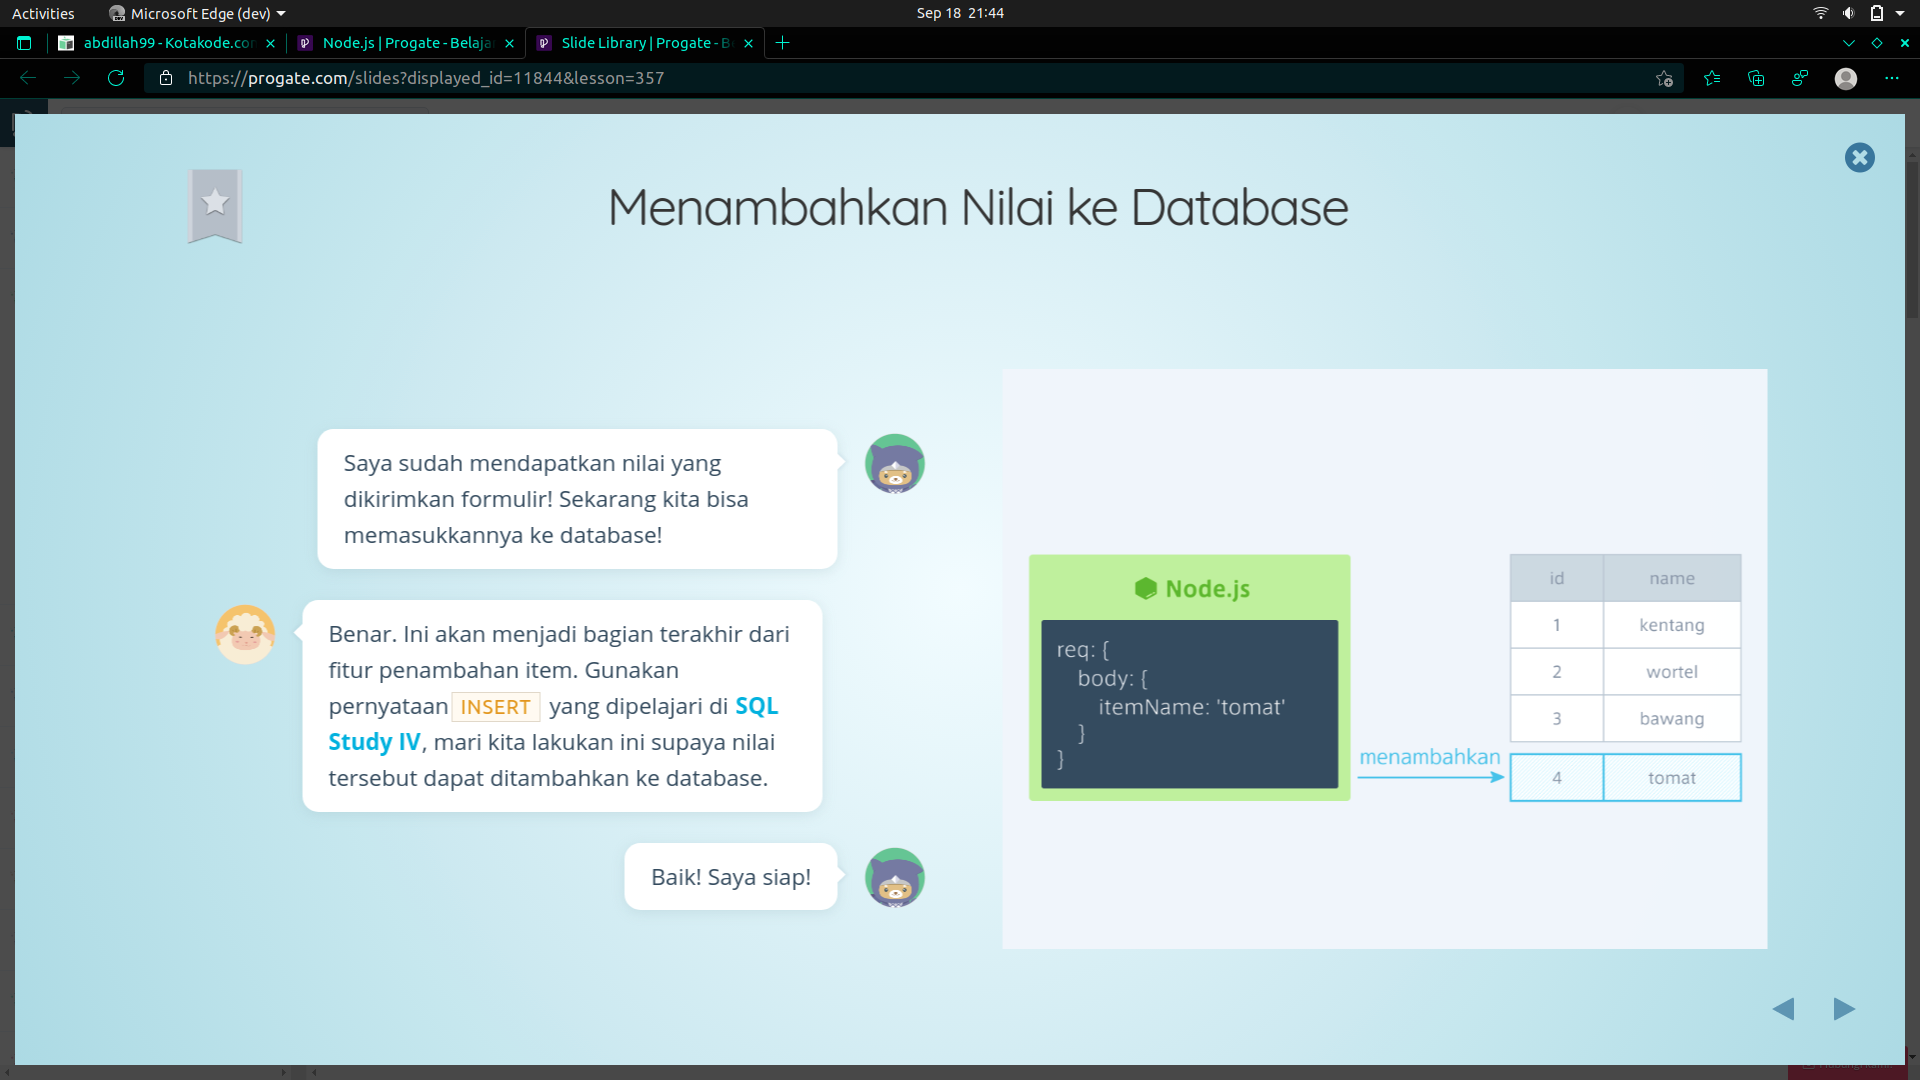 Activities
Microsoft Edge (dev)
Sep 18 21:44
abdillah99 - Kotakode.co
Node.js | Progate - Belaja
Slide Library | Progate - B
https://progate.com/slides?displayed_id=11844&lesson=357
Menambahkan Nilai ke Database
Saya sudah mendapatkan nilai yang
dikirimkan formulir! Sekarang kita bisa
memasukkannya ke database!
Benar. Ini akan menjadi bagian terakhir dari
fitur penambahan item. Gunakan
pernyataan INSERT yang dipelajari di SQL
Study IV, mari kita lakukan ini supaya nilai
tersebut dapat ditambahkan ke database.
Baik! Saya siap!
Node.js
req: {
body: {
itemName: 'tomat'
}
}
menambahkan
id name
1 kentang
2 wortel
3 bawang
4 tomat